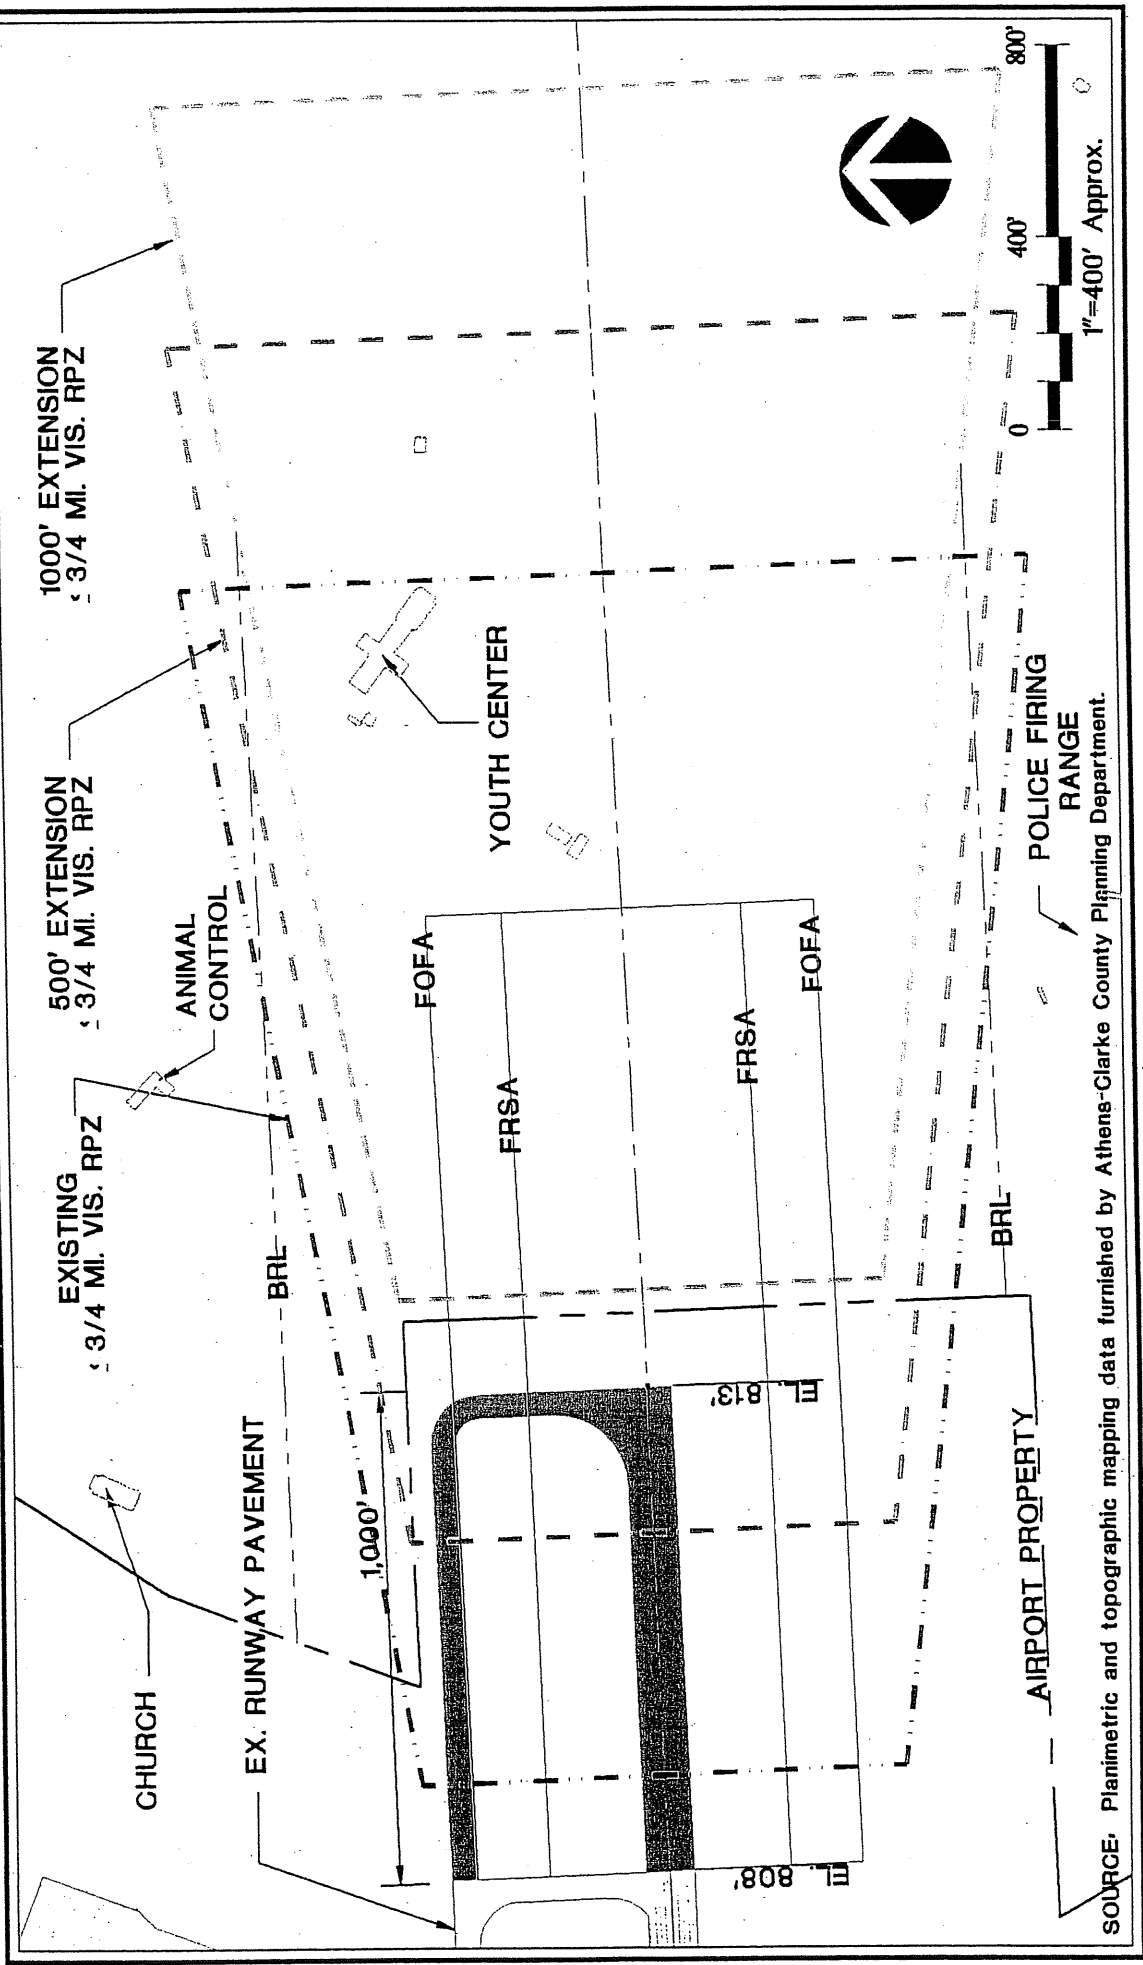 1000' EXTENSION
≤ 3/4 MI. VIS. RPZ
500' EXTENSION
≤ 3/4 MI. VIS. RPZ
EXISTING
≤ 3/4 MI. VIS. RPZ
CHURCH
ANIMAL
CONTROL
EX. RUNWAY PAVEMENT
BRL
1,000'
FOFA
FRSA
YOUTH CENTER
EL. 808'
EL. 813'
FRSA
FOFA
BRL
AIRPORT PROPERTY
POLICE FIRING
RANGE
0
400'
800'
1"=400' Approx.
SOURCE: Planimetric and topographic mapping data furnished by Athens-Clarke County Planning Department.